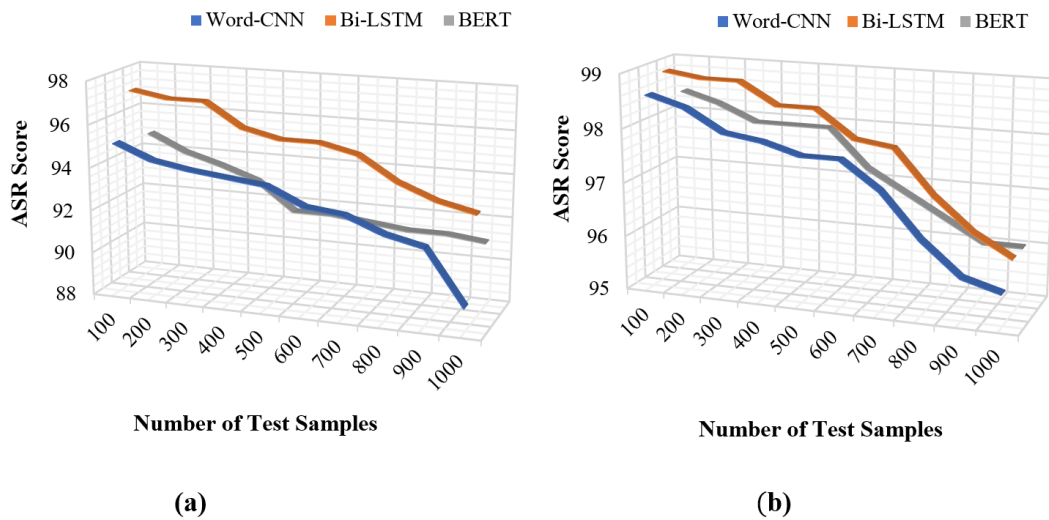 Word-CNN Bi-LSTM BERT
98
96
94
92
90
88
ASR Score
100 200 300 400 500 600 700 800 900 1000
Number of Test Samples
(a)
Word-CNN Bi-LSTM BERT
99
98
97
96
95
ASR Score
100 200 300 400 500 600 700 800 900 1000
Number of Test Samples
(b)